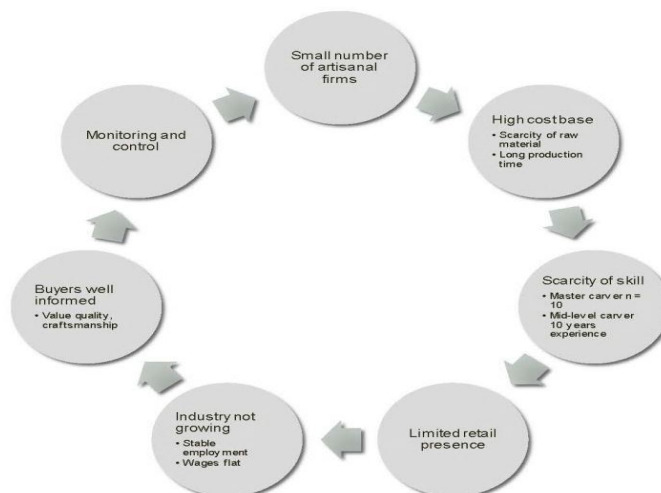 Small number
of artisanal
firms
High cost base
• Scarcity of raw
material
• Long production
time
Scarcity of skill
• Master carver n =
10
• Mid-level carver
10 years
experience
Limited retail
presence
Industry not
growing
• Stable
employment
• Wages flat
Buyers well
informed
• Value quality,
craftsmanship
Monitoring and
control